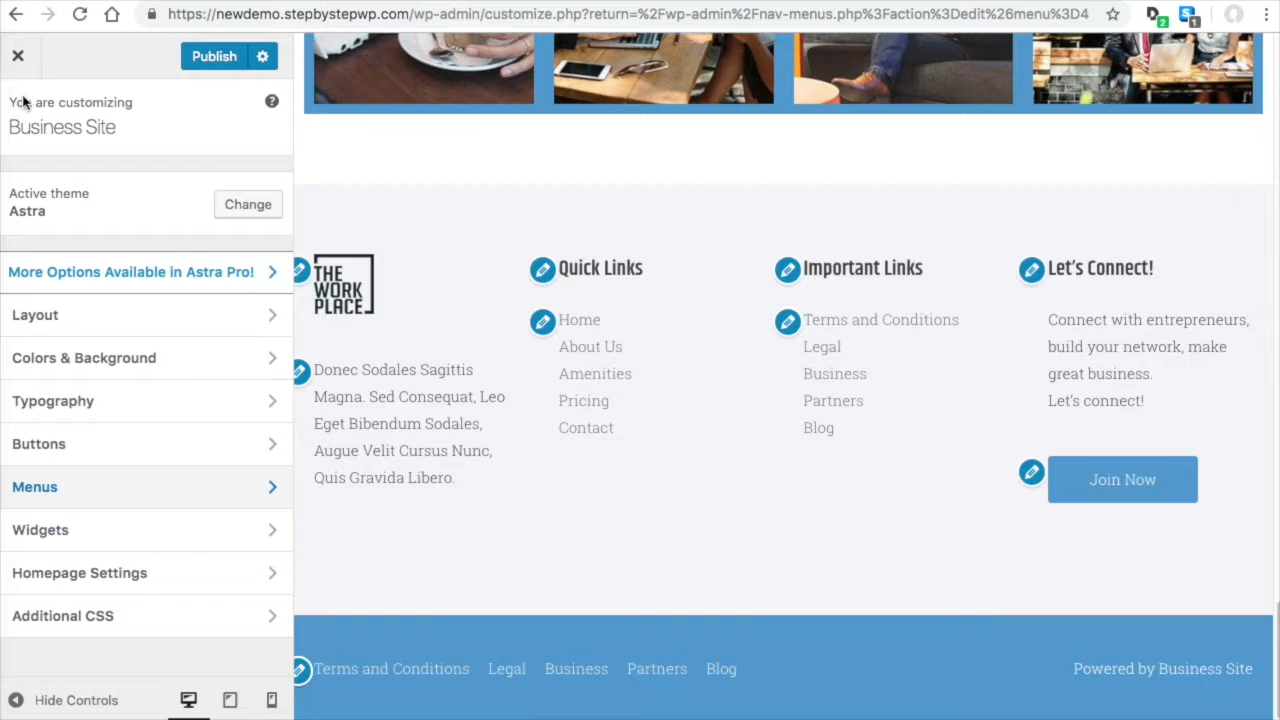 https://newdemo.stepbystepwp.com/wp-admin/customize.php?return=%2Fwp-admin%2Fnav-menus.php%3Faction%3Dedit%26menu%3D4
2
1
Publish
You are customizing
Business Site
Active theme
Astra
Change
More Options Available in Astra Pro!
Layout
Colors & Background
Typography
Buttons
Menus
Widgets
Homepage Settings
Additional CSS
Hide Controls
THE
WORK
PLACE
Donec Sodales Sagittis
Magna. Sed Consequat, Leo
Eget Bibendum Sodales,
Augue Velit Cursus Nunc,
Quis Gravida Libero.
Quick Links
Home
About Us
Amenities
Pricing
Contact
Important Links
Terms and Conditions
Legal
Business
Partners
Blog
Let's Connect!
Connect with entrepreneurs,
build your network, make
great business.
Let's connect!
Join Now
Terms and Conditions Legal Business Partners Blog
Powered by Business Site